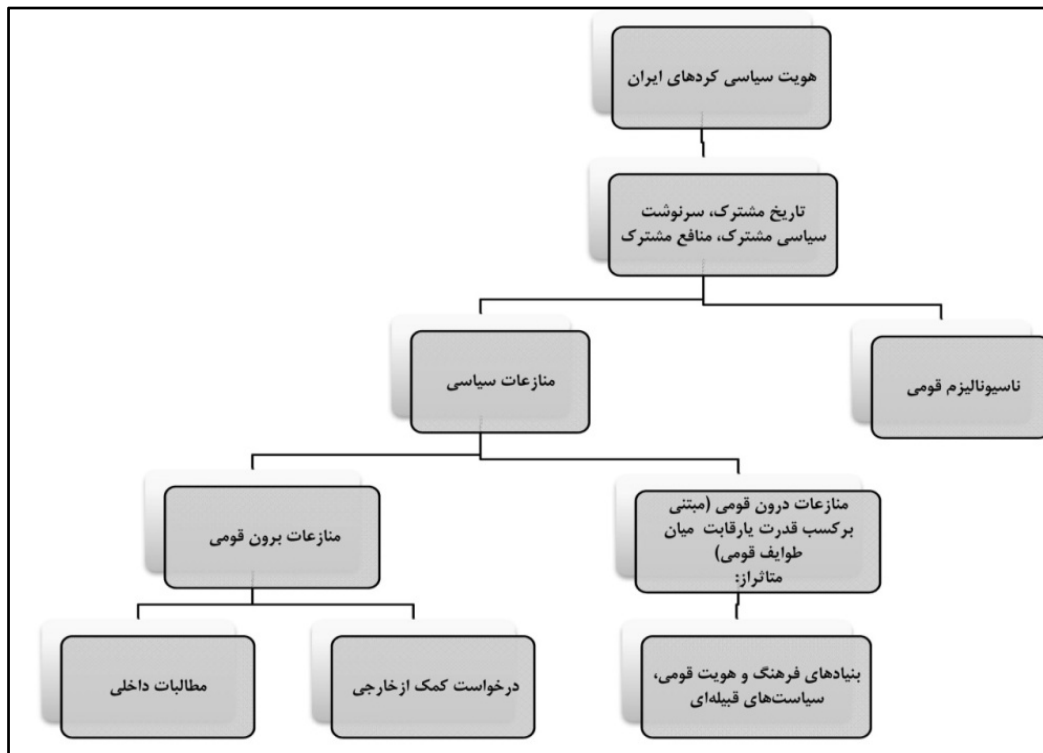 هویت سیاسی کردهای ایران
تاریخ مشترک، سرنوشت
سیاسی مشترک، منافع مشترک
ناسیونالیزم قومی
منازعات سیاسی
منازعات درون قومی (مبتنی
برکسب قدرت یارقابت میان
طوایف قومی)
متاثراز:
منازعات برون قومی
بنیادهای فرهنگ و هویت قومی،
سیاست‌های قبیله‌ای
درخواست کمک ازخارجی
مطالبات داخلی